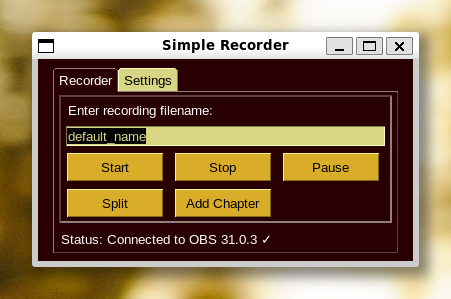 Simple Recorder
Recorder Settings
Enter recording filename:
default_name
Start Stop Pause
Split Add Chapter
Status: Connected to OBS 31.0.3 ✓